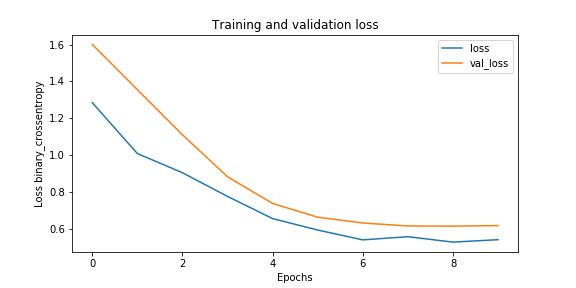 Training and validation loss
loss
val_loss
Loss binary_crossentropy
1.6
1.4
1.2
1.0
0.8
0.6
0 2 4 6 8
Epochs